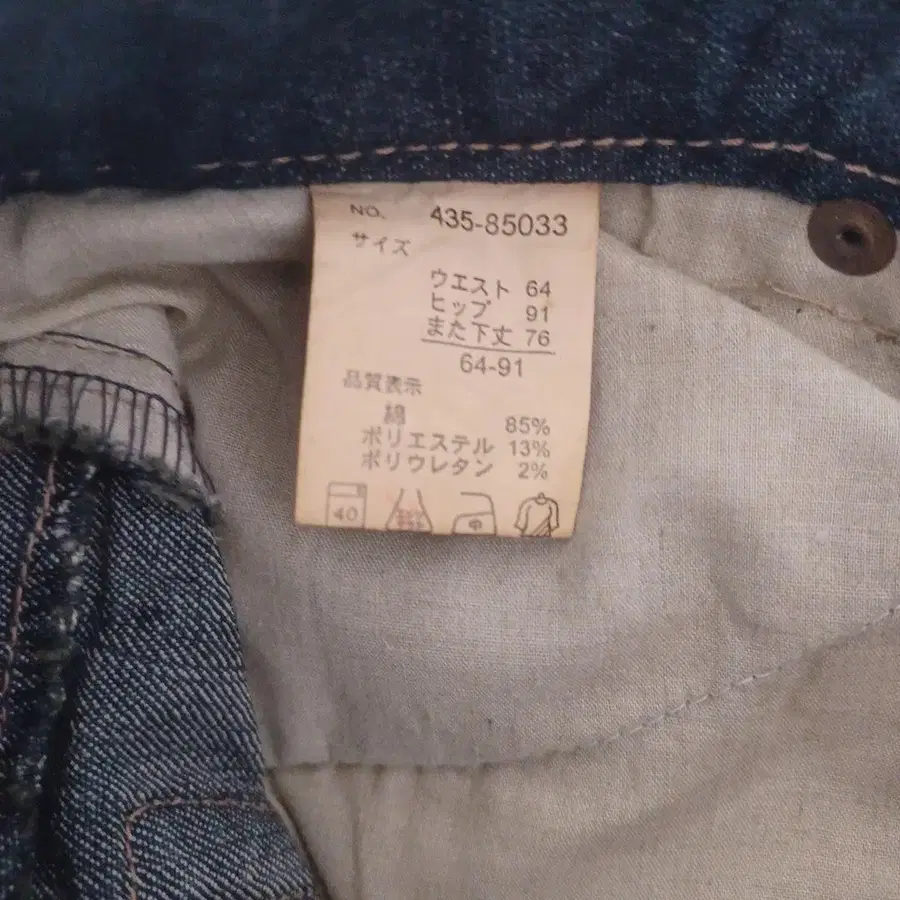 NO. 435-85033
サイズ
ウエスト 64
ヒップ 91
また下丈 76
64-91
品質表示
綿 85%
ポリエステル 13%
ポリウレタン 2%
40 中